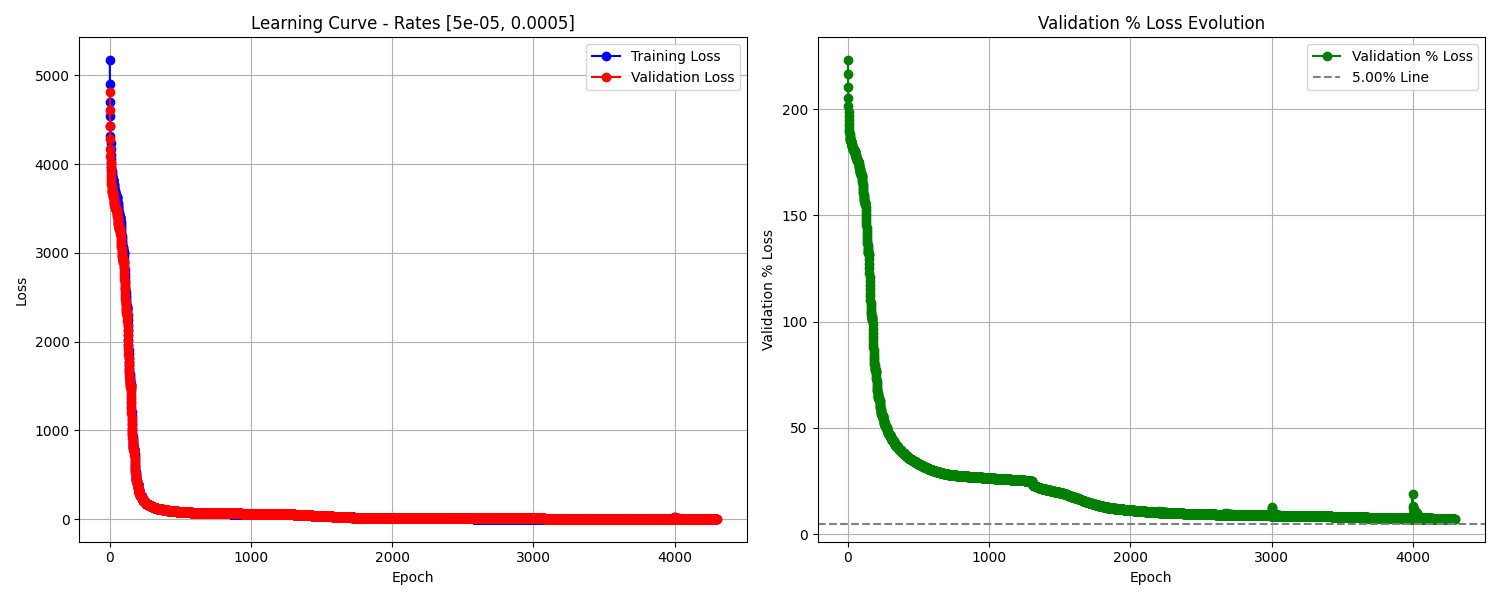 Learning Curve - Rates [5e-05, 0.0005]
Training Loss
Validation Loss
5000
4000
3000
2000
1000
0
Loss
0
1000
2000
3000
4000
Epoch
Validation % Loss Evolution
Validation % Loss
5.00% Line
200
150
100
50
0
Validation % Loss
0
1000
2000
3000
4000
Epoch